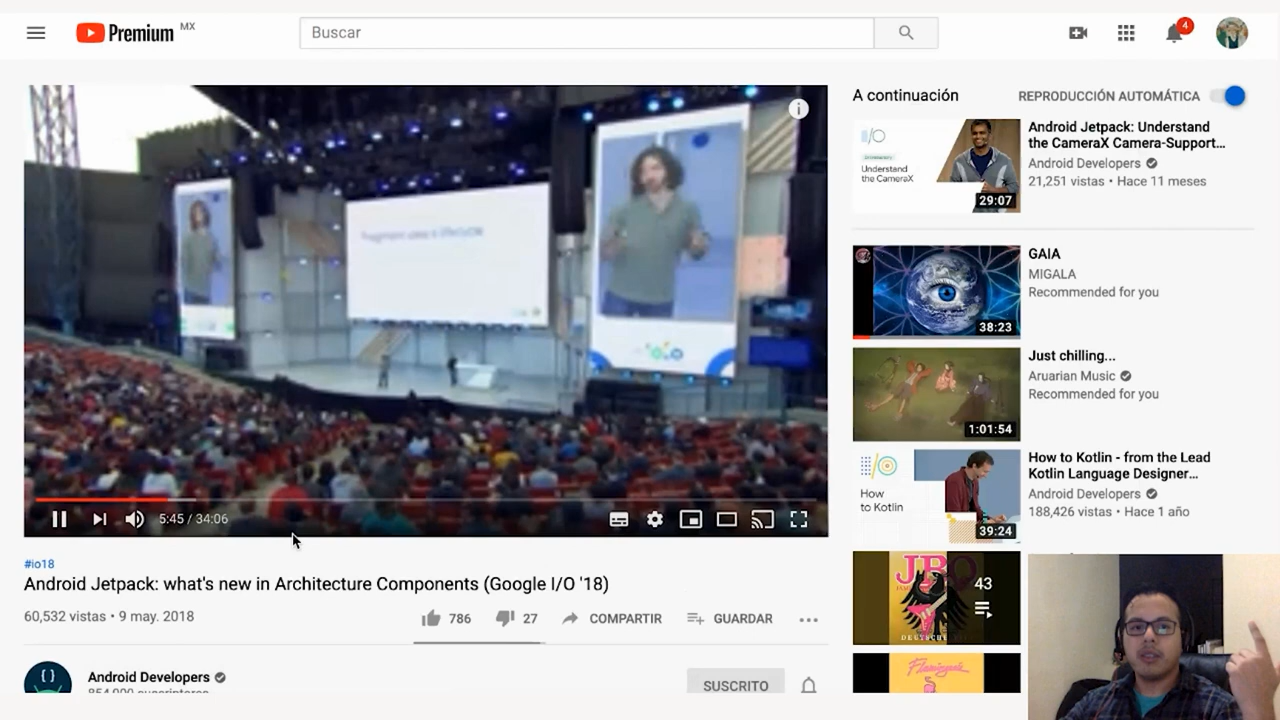 Premium MX
Buscar
4
5:45 / 34:06
#io18
Android Jetpack: what's new in Architecture Components (Google I/O '18)
60,532 vistas • 9 may. 2018
786
27
COMPARTIR
GUARDAR
Android Developers
SUSCRITO
A continuación
REPRODUCCIÓN AUTOMÁTICA
I/O
Understand
the CameraX
29:07
Android Jetpack: Understand
the CameraX Camera-Support...
Android Developers
21,251 vistas • Hace 11 meses
38:23
GAIA
MIGALA
Recommended for you
1:01:54
Just chilling...
Aruarian Music
Recommended for you
How
to Kotlin
39:24
How to Kotlin - from the Lead
Kotlin Language Designer...
Android Developers
188,426 vistas • Hace 1 año
43